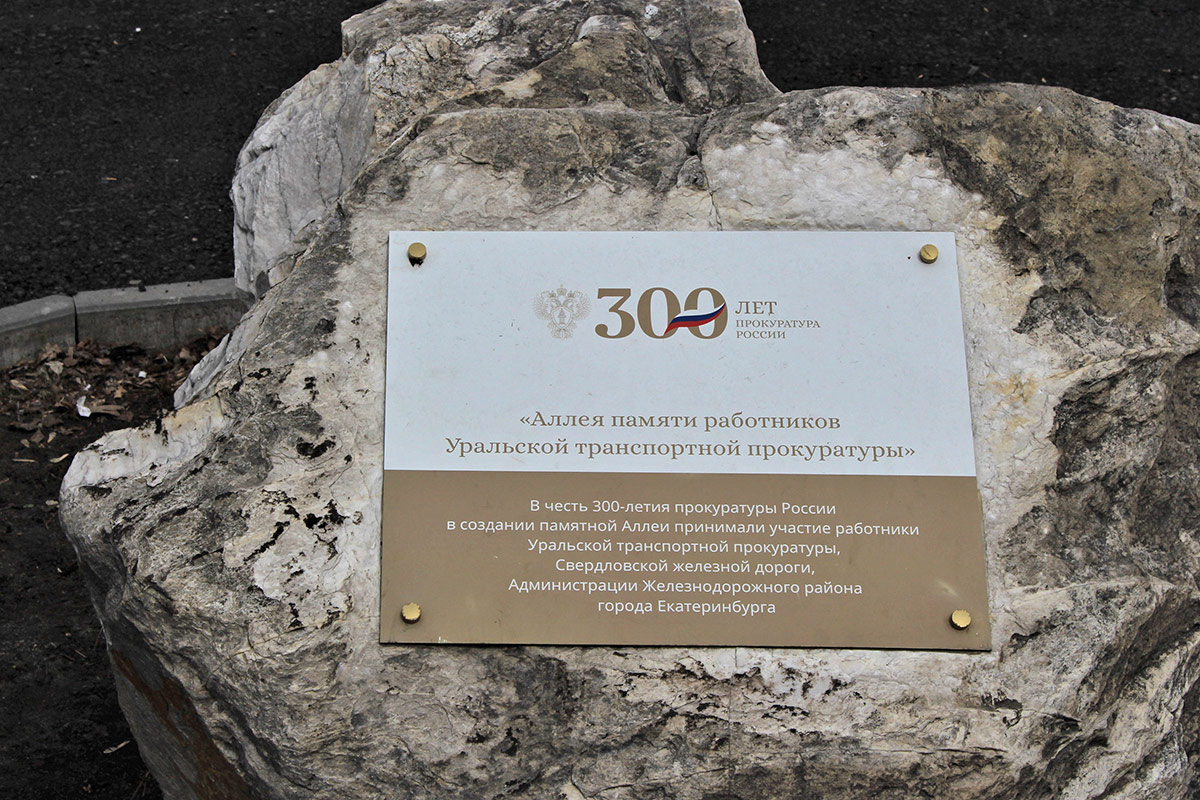 300 ЛЕТ
ПРОКУРАТУРА
РОССИИ
«Аллея памяти работников
Уральской транспортной прокуратуры»
В честь 300-летия прокуратуры России
в создании памятной Аллеи принимали участие работники
Уральской транспортной прокуратуры,
Свердловской железной дороги,
Администрации Железнодорожного района
города Екатеринбурга